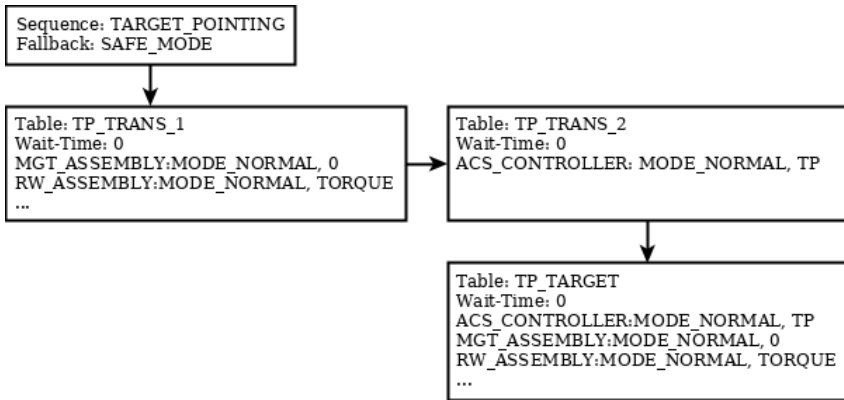 Sequence: TARGET_POINTING
Fallback: SAFE_MODE
Table: TP_TRANS_1
Wait-Time: 0
MGT_ASSEMBLY:MODE_NORMAL, 0
RW_ASSEMBLY:MODE_NORMAL, TORQUE
...
Table: TP_TRANS_2
Wait-Time: 0
ACS_CONTROLLER: MODE_NORMAL, TP
Table: TP_TARGET
Wait-Time: 0
ACS_CONTROLLER:MODE_NORMAL, TP
MGT_ASSEMBLY:MODE_NORMAL, 0
RW_ASSEMBLY:MODE_NORMAL, TORQUE
...